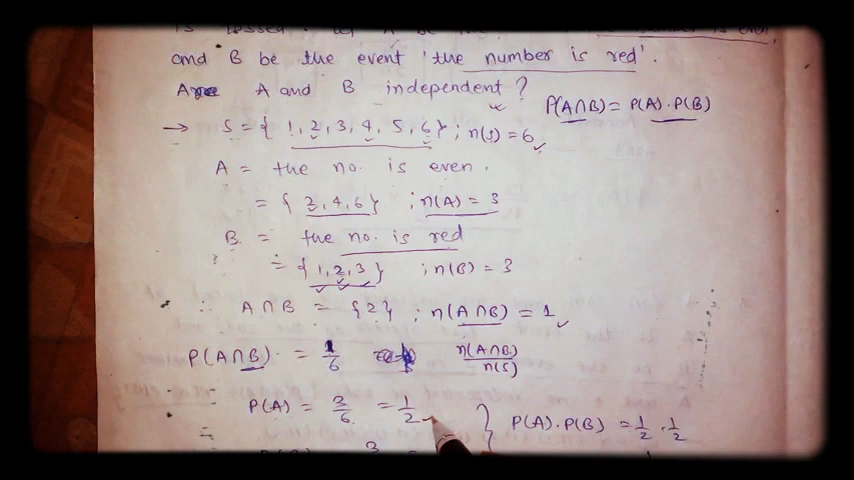 and B be the event 'the number is red'.
Are A and B independent?
P(A∩B) = P(A).P(B)
→ S = { 1, 2, 3, 4, 5, 6 } ; n(S) = 6
A = the no. is even.
= { 2, 4, 6 } ; n(A) = 3
B = the no. is red
= { 1, 2, 3 } ; n(B) = 3
∴ A∩B = {2} ; n(A∩B) = 1
P(A∩B) = 1/6 n(A∩B)/n(S)
P(A) = 3/6 = 1/2 } P(A).P(B) = 1/2 . 1/2